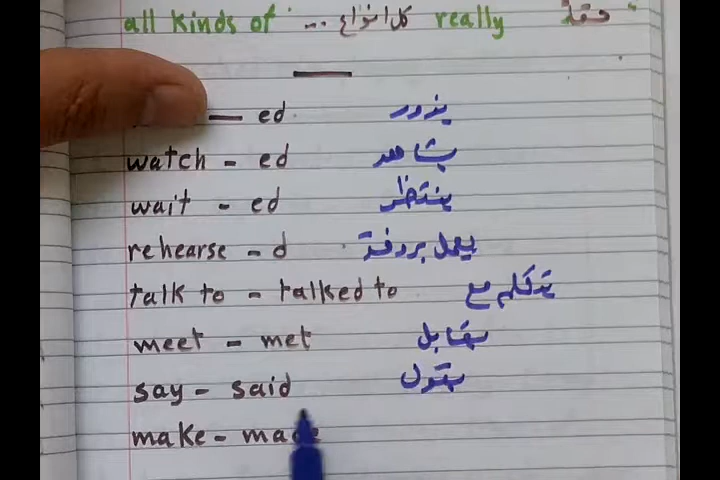 all kinds of ... كل انواع really حقاً
— ed يزور
watch - ed يشاهد
wait - ed ينتظر
rehearse - d يعمل بروفة
talk to - talked to يتكلم مع
meet - met يقابل
say - said يقول
make - made